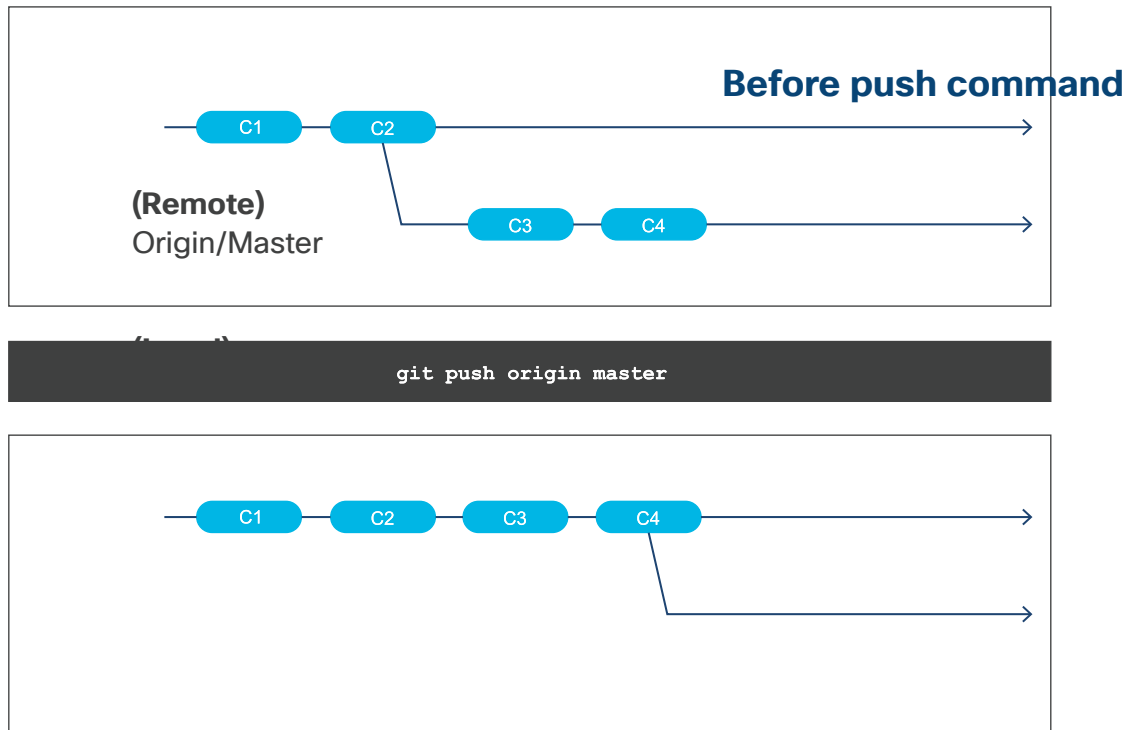 Before push command
C1 C2
(Remote)
Origin/Master
C3 C4
git push origin master
C1 C2 C3 C4